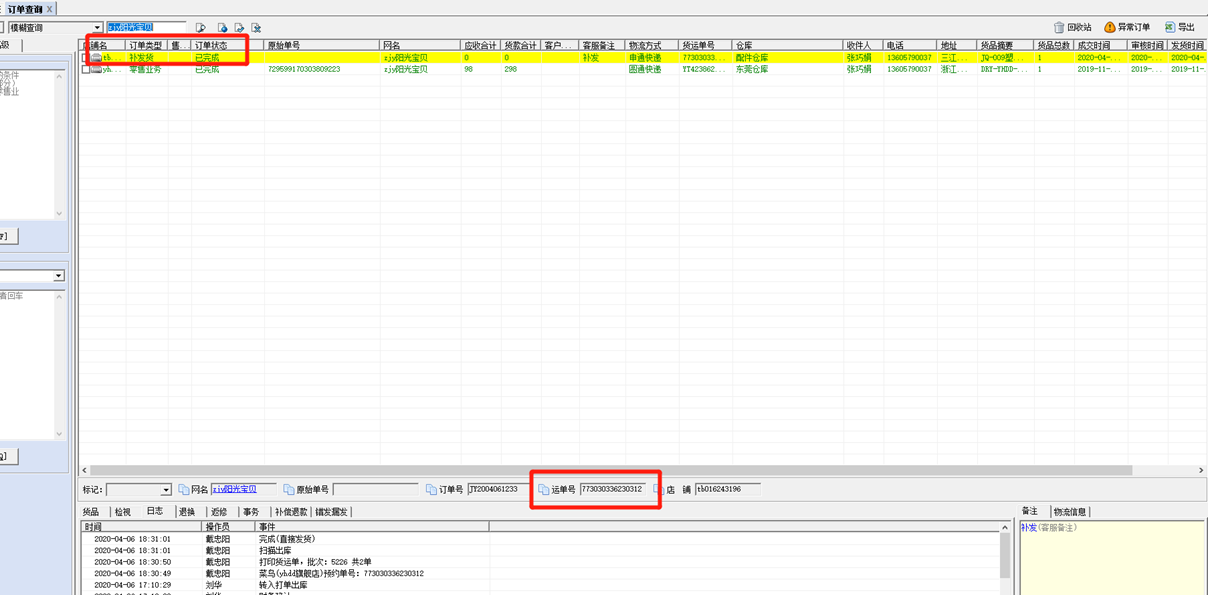 订单查询 X
模糊查询 zjy阳光宝贝 回收站 异常订单 导出
店铺名 订单类型 售... 订单状态 原始单号 网名 应收合计 货款合计 客户... 客服备注 物流方式 货运单号 仓库 收件人 电话 地址 货品摘要 货品总数 成交时间 审核时间 发货时间
th... 补发货 已完成 zjy阳光宝贝 0 0 补发 申通快递 77303033... 配件仓库 张巧娟 13605790037 三江... JQ-009塑... 1 2020-04-... 2020-... 2020-04-
yh... 零售业务 已完成 729599170303809223 zjy阳光宝贝 98 298 圆通快递 YT423862... 东莞仓库 张巧娟 13605790037 浙江... DRY-YHDD-... 1 2019-11-... 2019-... 2019-11-
的条件
部分)
零售业
者回车
标记: 网名 zjy阳光宝贝 原始单号 订单号 JY2004061233 运单号 773030336230312 店 铺 th016243196
货品 检视 日志 退换 返修 事务 补偿退款 错发漏发 备注 物流信息
时间 操作员 事件
补发(客服备注)
2020-04-06 18:31:01 戴忠阳 完成(直接发货)
2020-04-06 18:31:01 戴忠阳 扫描出库
2020-04-06 18:30:50 戴忠阳 打印货运单，批次：5226 共2单
2020-04-06 18:30:49 戴忠阳 菜鸟(yhdd旗舰店)预约单号：773030336230312
2020-04-06 17:10:29 刘华 转入打单出库